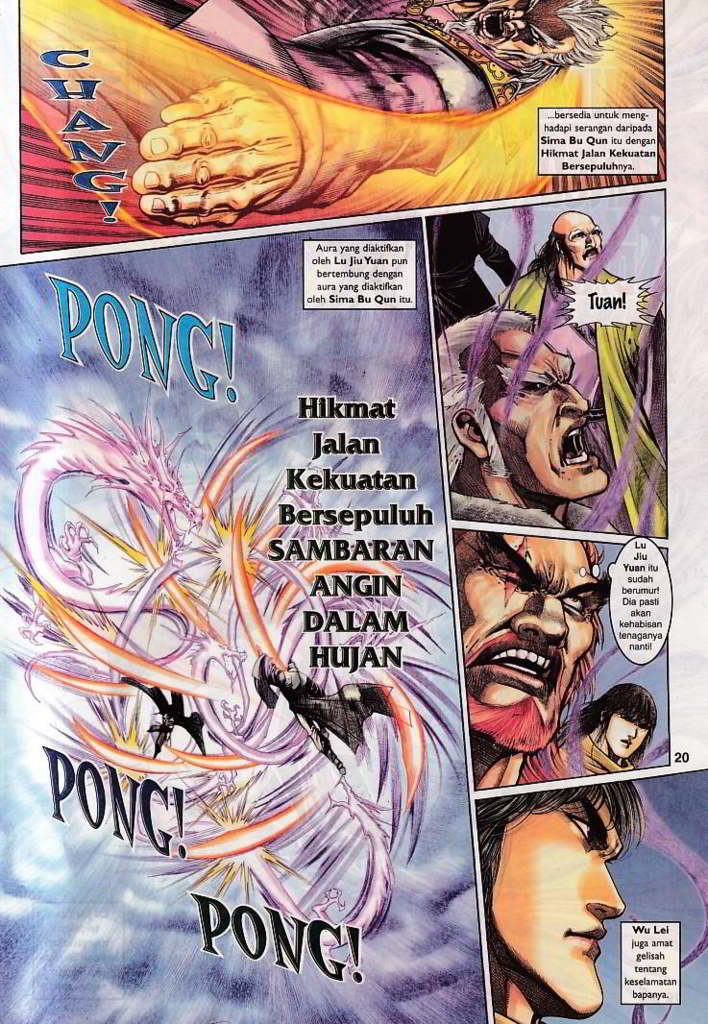 CHANG!
...bersedia untuk meng-
hadapi serangan daripada
Sima Bu Qun itu dengan
Hikmat Jalan Kekuatan
Bersepuluhnya.
Aura yang diaktifkan
oleh Lu Jiu Yuan pun
bertembung dengan
aura yang diaktifkan
oleh Sima Bu Qun itu.
PONG!
Hikmat
Jalan
Kekuatan
Bersepuluh
SAMBARAN
ANGIN
DALAM
HUJAN
PONG!
PONG!
Tuan!
Lu
Jiu
Yuan itu
sudah
berumur!
Dia pasti
akan
kehabisan
tenaganya
nanti!
20
Wu Lei
juga amat
gelisah
tentang
keselamatan
bapanya.